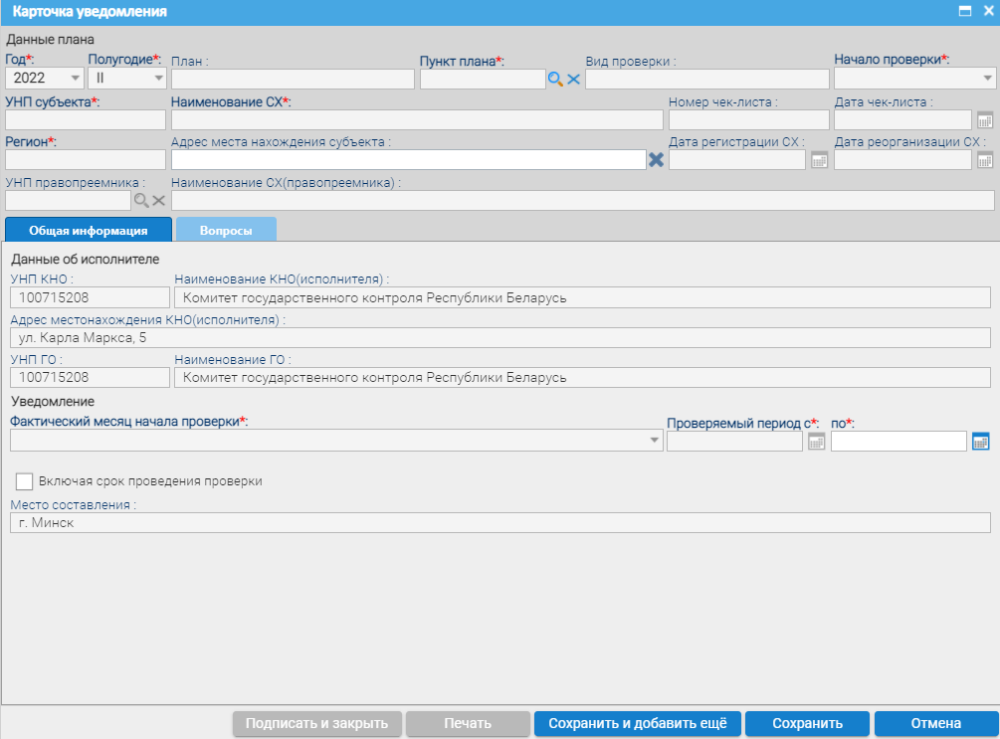 Карточка уведомления
Данные плана
Год*: Полугодие*: План : Пункт плана*: Вид проверки : Начало проверки*:
2022 II
УНП субъекта*: Наименование СХ*: Номер чек-листа : Дата чек-листа :
Регион*: Адрес места нахождения субъекта : Дата регистрации СХ : Дата реорганизации СХ :
УНП правопреемника : Наименование СХ(правопреемника) :
Общая информация Вопросы
Данные об исполнителе
УНП КНО : Наименование КНО(исполнителя) :
100715208 Комитет государственного контроля Республики Беларусь
Адрес местонахождения КНО(исполнителя) :
ул. Карла Маркса, 5
УНП ГО : Наименование ГО :
100715208 Комитет государственного контроля Республики Беларусь
Уведомление
Фактический месяц начала проверки*: Проверяемый период с*: по*:
Включая срок проведения проверки
Место составления :
г. Минск
Подписать и закрыть Печать Сохранить и добавить ещё Сохранить Отмена